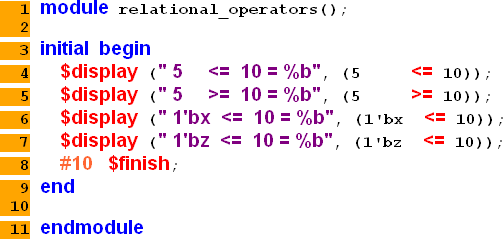 1 module relational_operators();
2
3 initial begin
4 $display (" 5 <= 10 = %b", (5 <= 10));
5 $display (" 5 >= 10 = %b", (5 >= 10));
6 $display (" 1'bx <= 10 = %b", (1'bx <= 10));
7 $display (" 1'bz <= 10 = %b", (1'bz <= 10));
8 #10 $finish;
9 end
10
11 endmodule